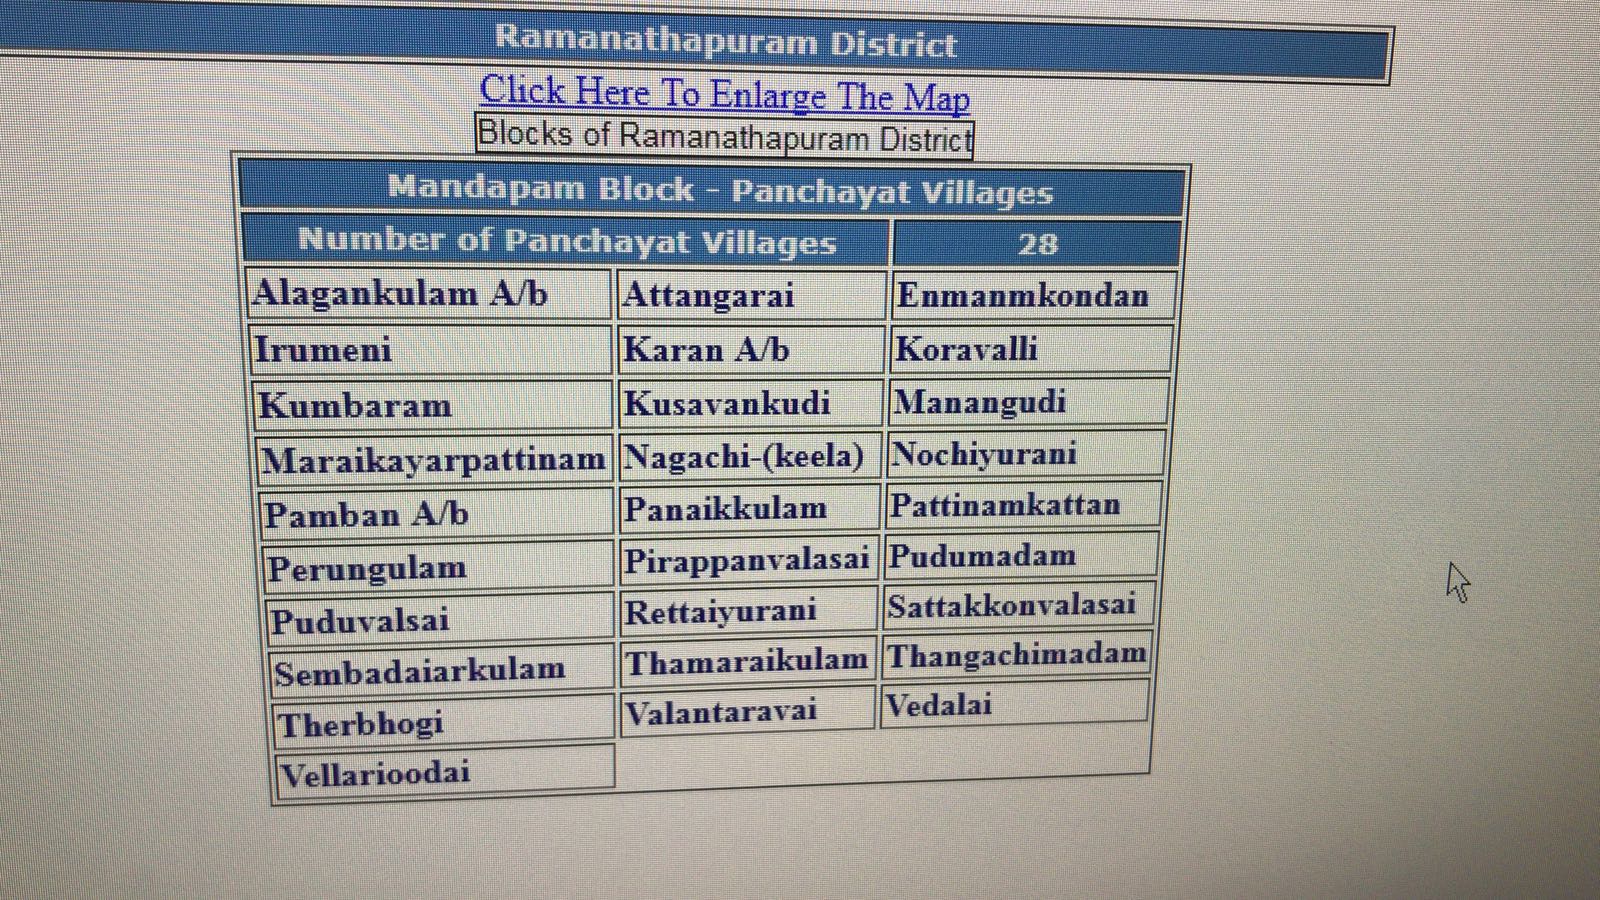 Ramanathapuram District
Click Here To Enlarge The Map
Blocks of Ramanathapuram District
Mandapam Block - Panchayat Villages
Number of Panchayat Villages 28
Alagankulam A/b Attangarai Enmanmkondan
Irumeni Karan A/b Koravalli
Kumbaram Kusavankudi Manangudi
Maraikayarpattinam Nagachi-(keela) Nochiyurani
Pamban A/b Panaikkulam Pattinamkattan
Perungulam Pirappanvalasai Pudumadam
Puduvalsai Rettaiyurani Sattakkonvalasai
Sembadaiarkulam Thamaraikulam Thangachimadam
Therbhogi Valantaravai Vedalai
Vellarioodai